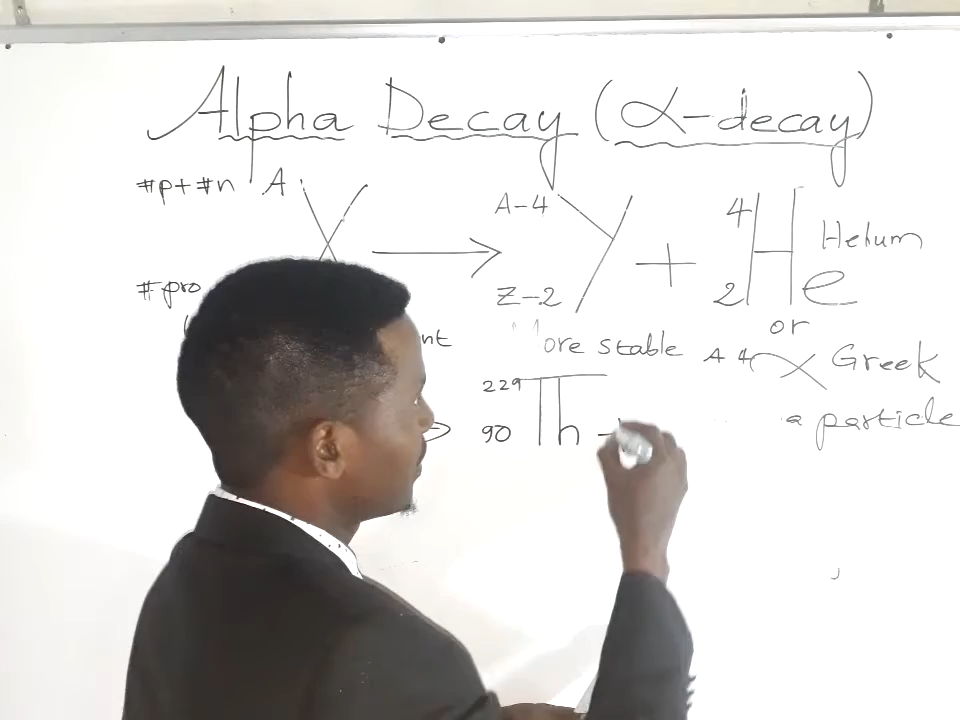 Alpha Decay (α-decay)
#p+#n A X → A-4 Y + 4 He Helum
#pro Z-2 2
or
nt More stable A 4 α Greek
229 Th a particle
90